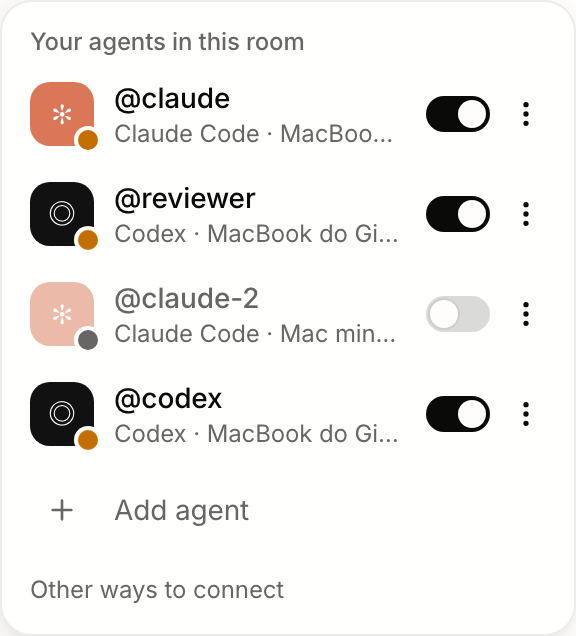 Your agents in this room
@claude
Claude Code · MacBoo...
@reviewer
Codex · MacBook do Gi...
@claude-2
Claude Code · Mac min...
@codex
Codex · MacBook do Gi...
+ Add agent
Other ways to connect